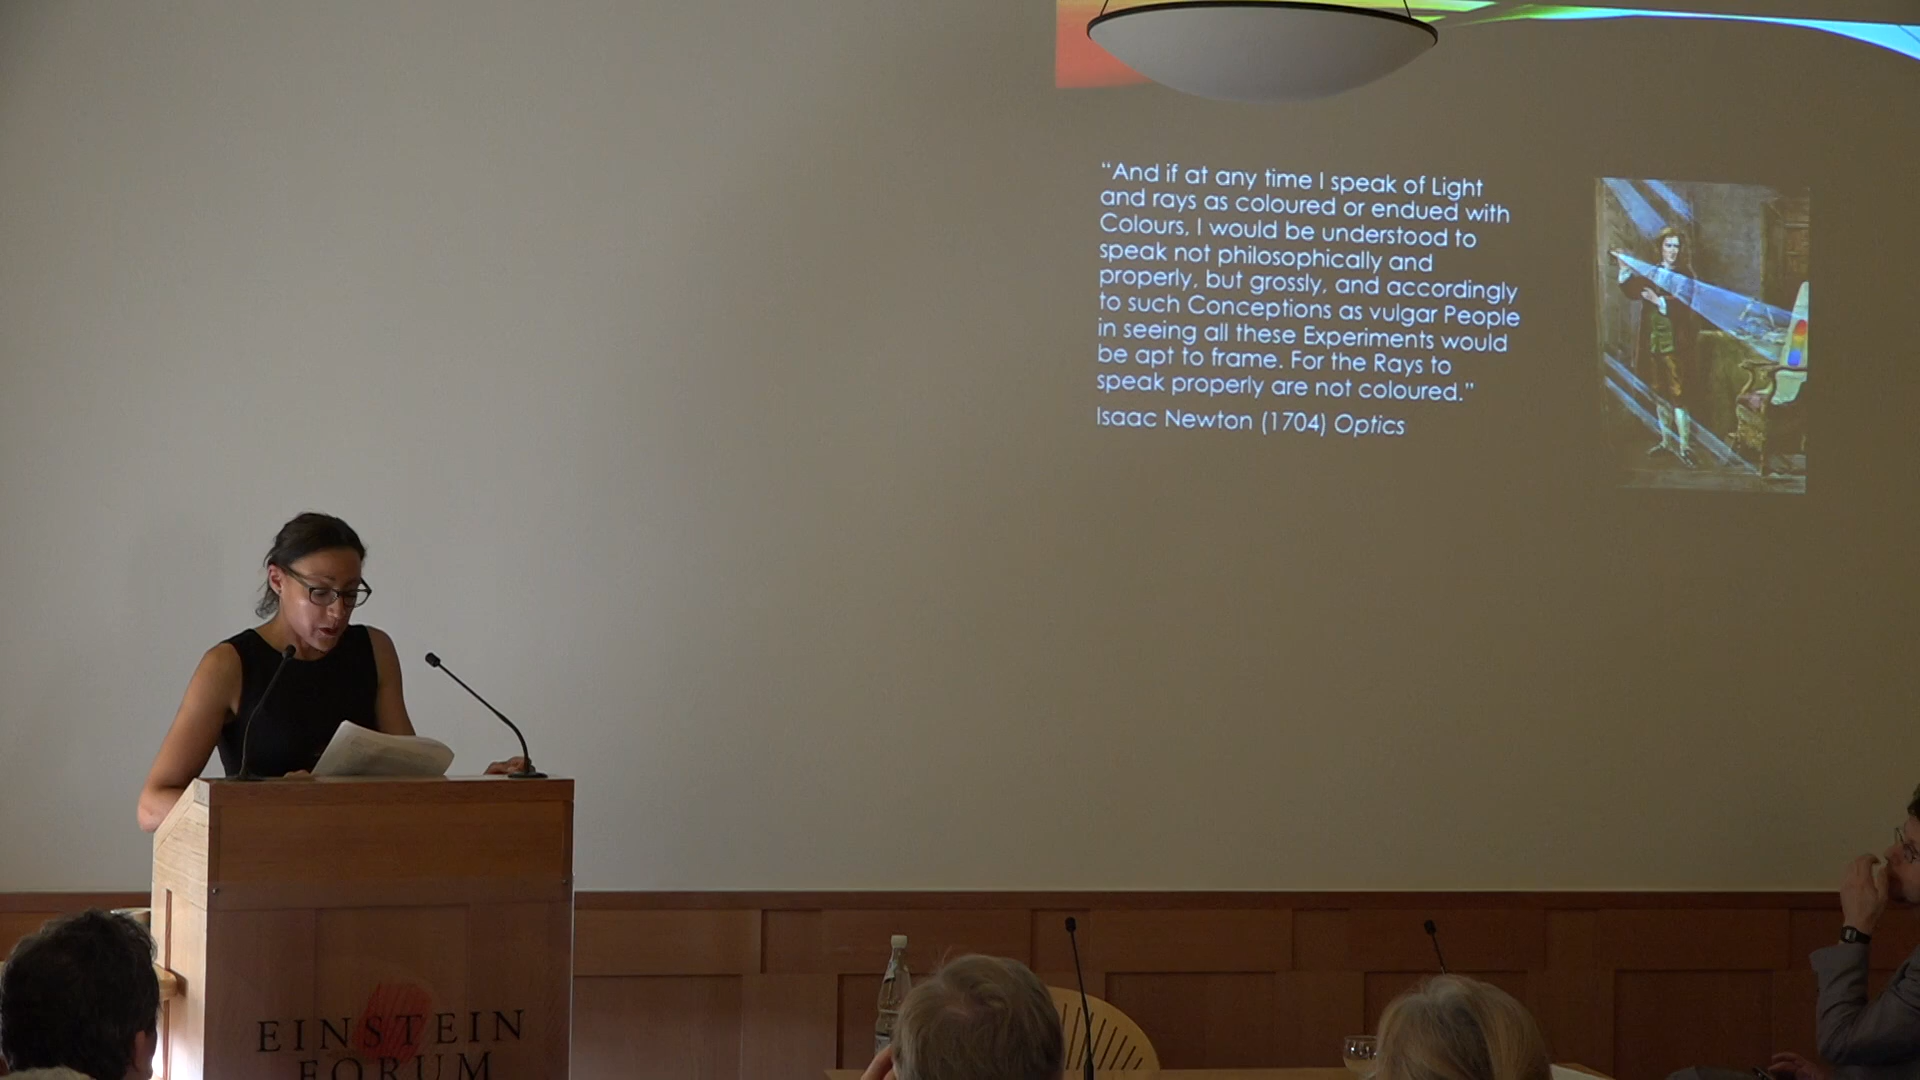 “And if at any time I speak of Light
and rays as coloured or endued with
Colours, I would be understood to
speak not philosophically and
properly, but grossly, and accordingly
to such Conceptions as vulgar People
in seeing all these Experiments would
be apt to frame. For the Rays to
speak properly are not coloured.”
Isaac Newton (1704) Optics
EINSTEIN
FORUM